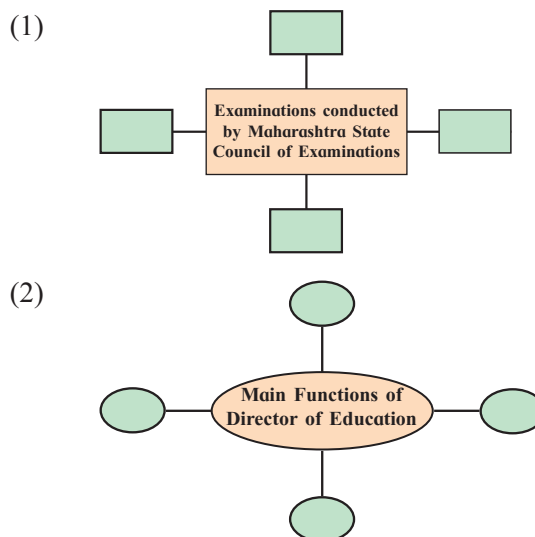 (1)
Examinations conducted
by Maharashtra State
Council of Examinations
(2)
Main Functions of
Director of Education